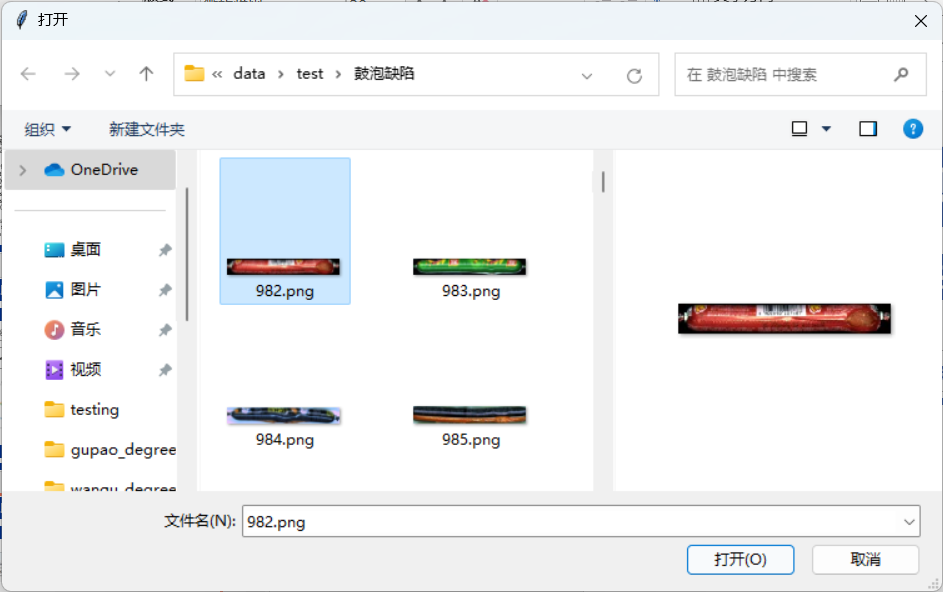 打开
« data › test › 鼓泡缺陷
在 鼓泡缺陷 中搜索
组织
新建文件夹
OneDrive
桌面
图片
音乐
视频
testing
gupao_degree
wanqu_degree
982.png
983.png
984.png
985.png
文件名(N):
982.png
打开(O)
取消